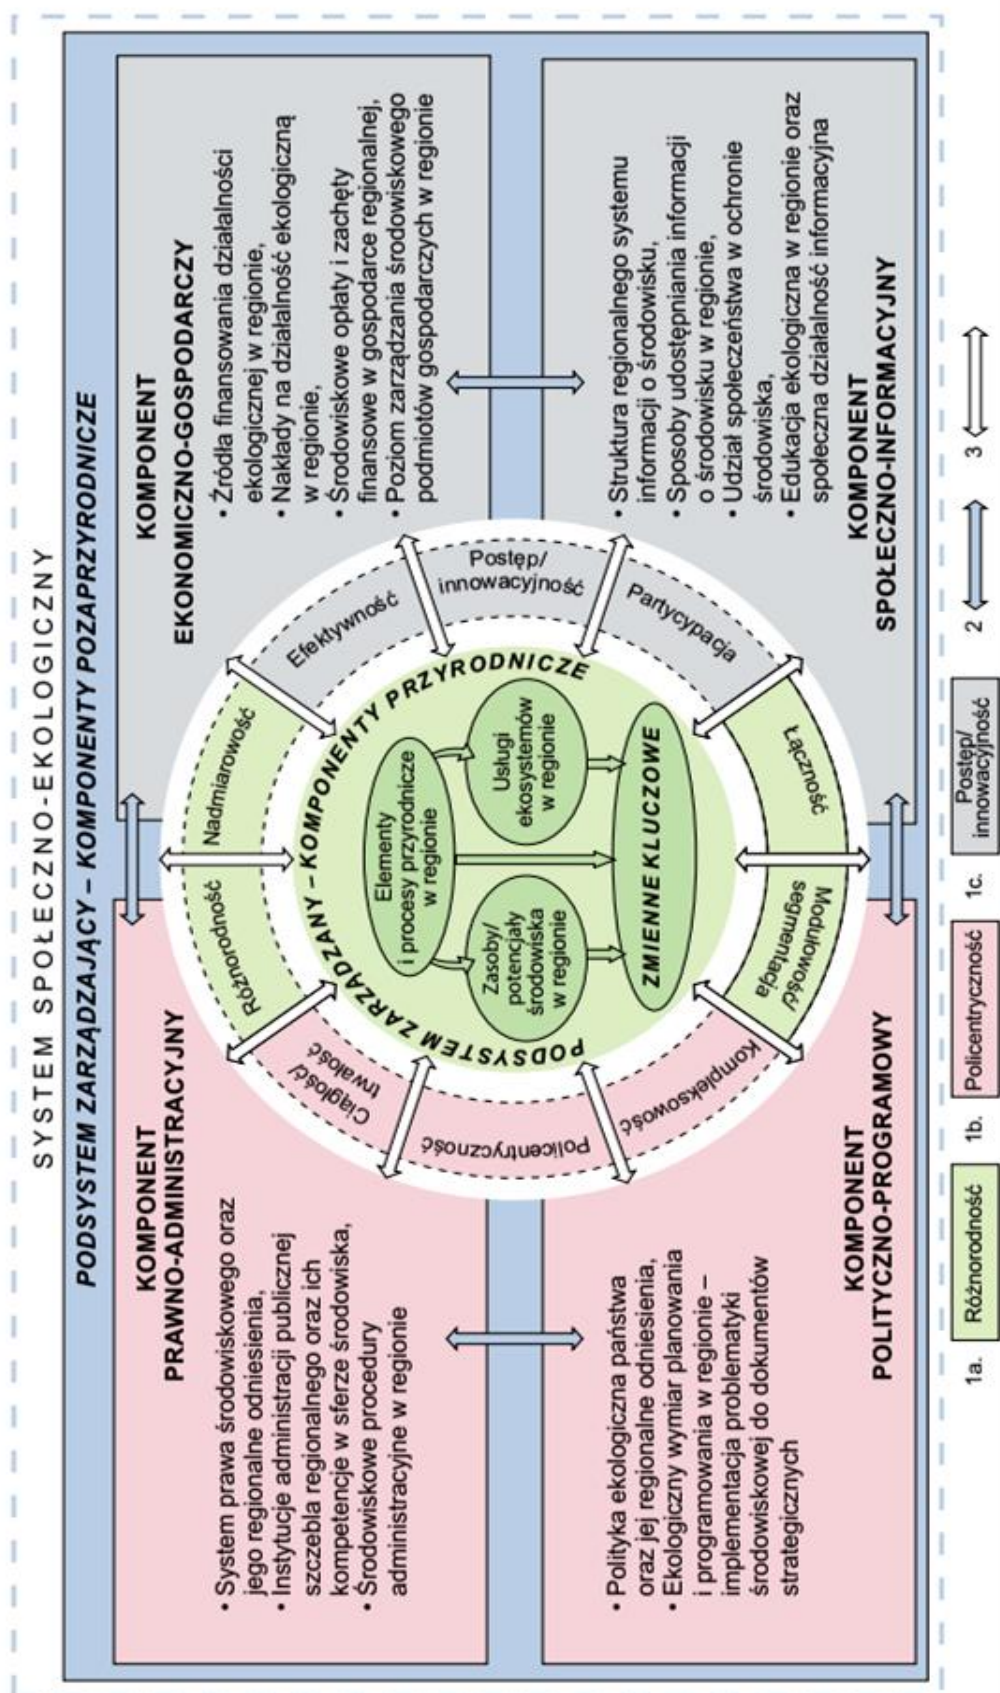 SYSTEM SPOŁECZNO-EKOLOGICZNY
PODSYSTEM ZARZĄDZAJĄCY – KOMPONENTY POZAPRZYRODNICZE
KOMPONENT
PRAWNO-ADMINISTRACYJNY
• System prawa środowiskowego oraz
jego regionalne odniesienia,
• Instytucje administracji publicznej
szczebla regionalnego oraz ich
kompetencje w sferze środowiska,
• Środowiskowe procedury
administracyjne w regionie
KOMPONENT
EKONOMICZNO-GOSPODARCZY
• Źródła finansowania działalności
ekologicznej w regionie,
• Nakłady na działalność ekologiczną
w regionie,
• Środowiskowe opłaty i zachęty
finansowe w gospodarce regionalnej,
• Poziom zarządzania środowiskowego
podmiotów gospodarczych w regionie
Różnorodność
Nadmiarowość
Efektywność
Postęp/
innowacyjność
Partycypacja
Łączność
Modułowość/
segmentacja
Kompleksowość
Policentryczność
Ciągłość/
trwałość
PODSYSTEM ZARZĄDZANY – KOMPONENTY PRZYRODNICZE
Elementy
i procesy przyrodnicze
w regionie
Zasoby/
potencjały
środowiska
w regionie
Usługi
ekosystemów
w regionie
ZMIENNE KLUCZOWE
• Polityka ekologiczna państwa
oraz jej regionalne odniesienia,
• Ekologiczny wymiar planowania
i programowania w regionie –
implementacja problematyki
środowiskowej do dokumentów
strategicznych
KOMPONENT
POLITYCZNO-PROGRAMOWY
• Struktura regionalnego systemu
informacji o środowisku,
• Sposoby udostępniania informacji
o środowisku w regionie,
• Udział społeczeństwa w ochronie
środowiska,
• Edukacja ekologiczna w regionie oraz
społeczna działalność informacyjna
KOMPONENT
SPOŁECZNO-INFORMACYJNY
1a. Różnorodność
1b. Policentryczność
1c. Postęp/
innowacyjność
2
3